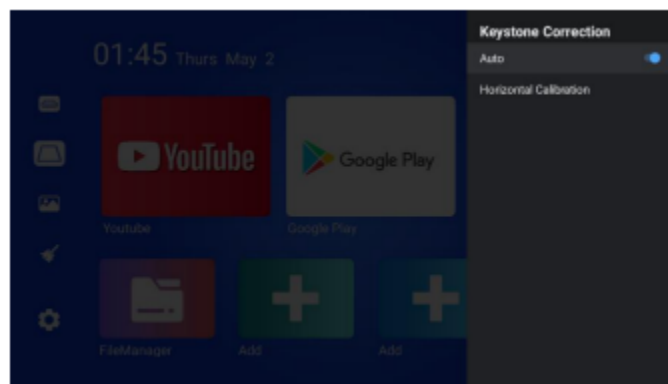 01:45 Thurs May 2
YouTube
Google Play
Youtube
Google Play
FileManager
Add
Add
Keystone Correction
Auto
Horizontal Calibration